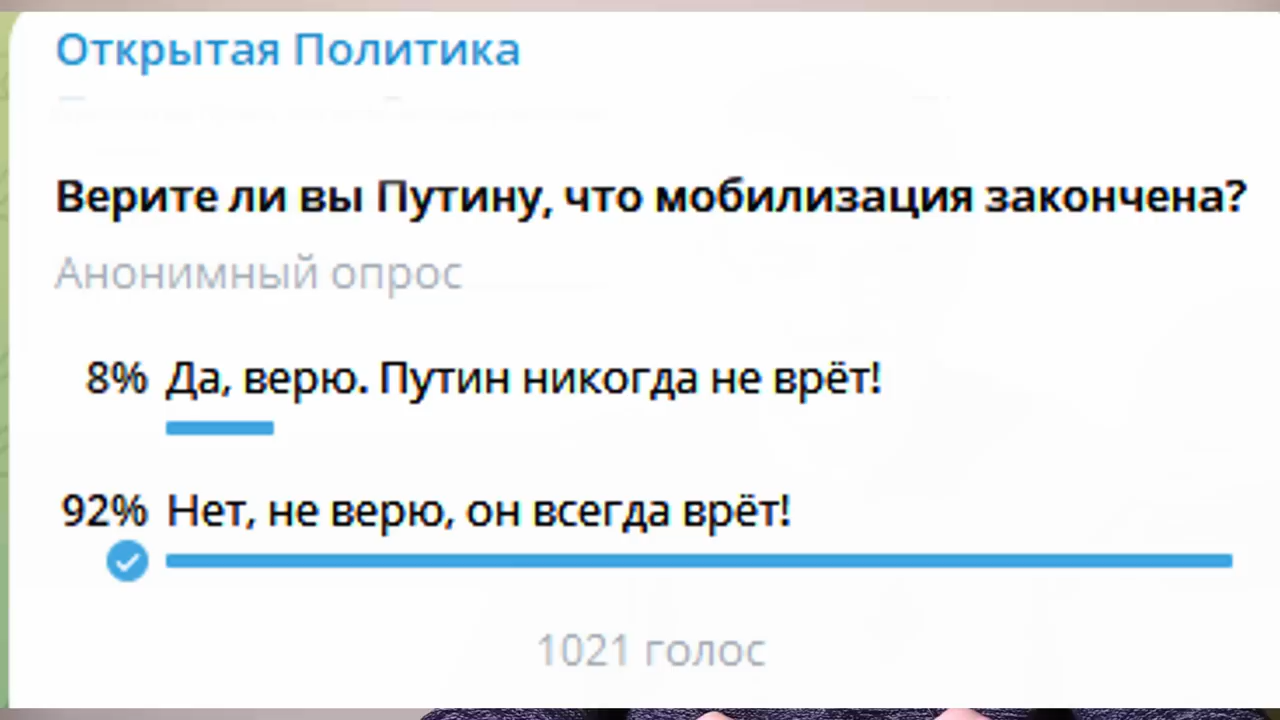 Открытая Политика
Верите ли вы Путину, что мобилизация закончена?
Анонимный опрос
8% Да, верю. Путин никогда не врёт!
92% Нет, не верю, он всегда врёт!
1021 голос